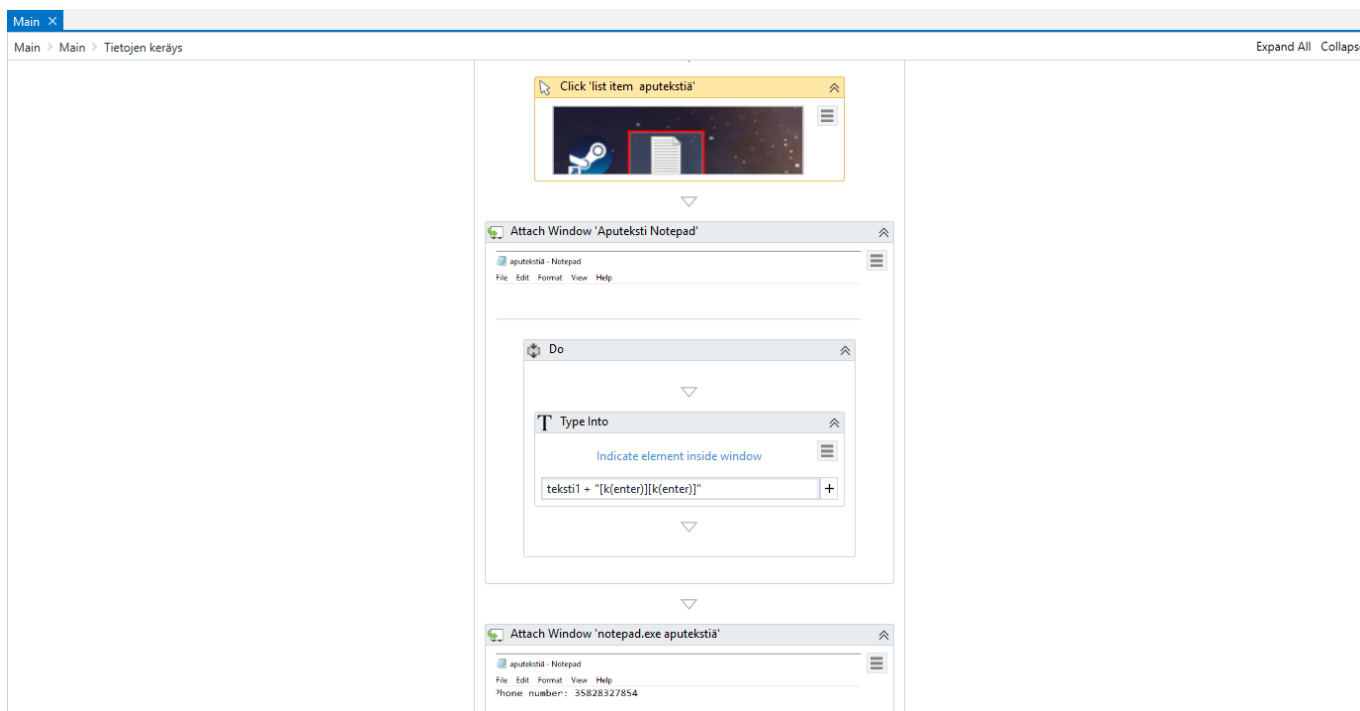 Main
Main > Main > Tietojen keräys
Expand All Collaps
Click 'list item aputekstiä'
Attach Window 'Aputeksti Notepad'
aputekstiä - Notepad
File Edit Format View Help
Do
Type Into
Indicate element inside window
teksti1 + "[k(enter)][k(enter)]"
Attach Window 'notepad.exe aputekstiä'
aputekstiä - Notepad
File Edit Format View Help
Phone number: 35828327854